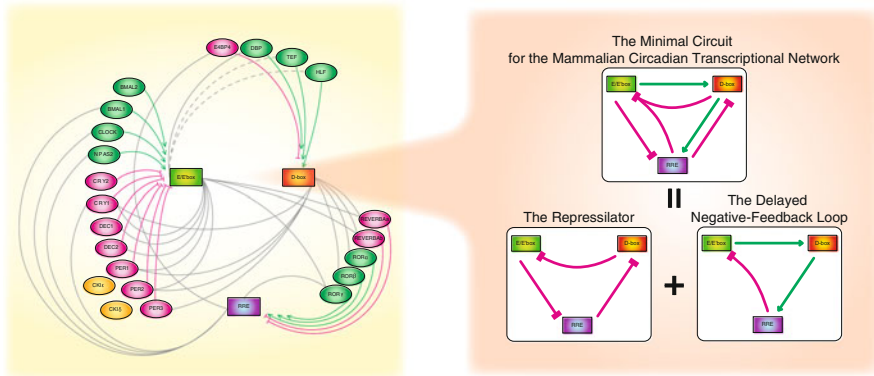 E4BP4
DBP
TEF
HLF
BMAL2
BMAL1
CLOCK
NPAS2
CRY2
CRY1
DEC1
DEC2
PER1
CKIε
PER2
CKIδ
PER3
E/E'box
D-box
REVERBAα
REVERBAβ
RORα
RORβ
RORγ
RRE
The Minimal Circuit
for the Mammalian Circadian Transcriptional Network
E/E'box
D-box
RRE
=
The Repressilator
E/E'box
D-box
RRE
+
The Delayed
Negative-Feedback Loop
E/E'box
D-box
RRE